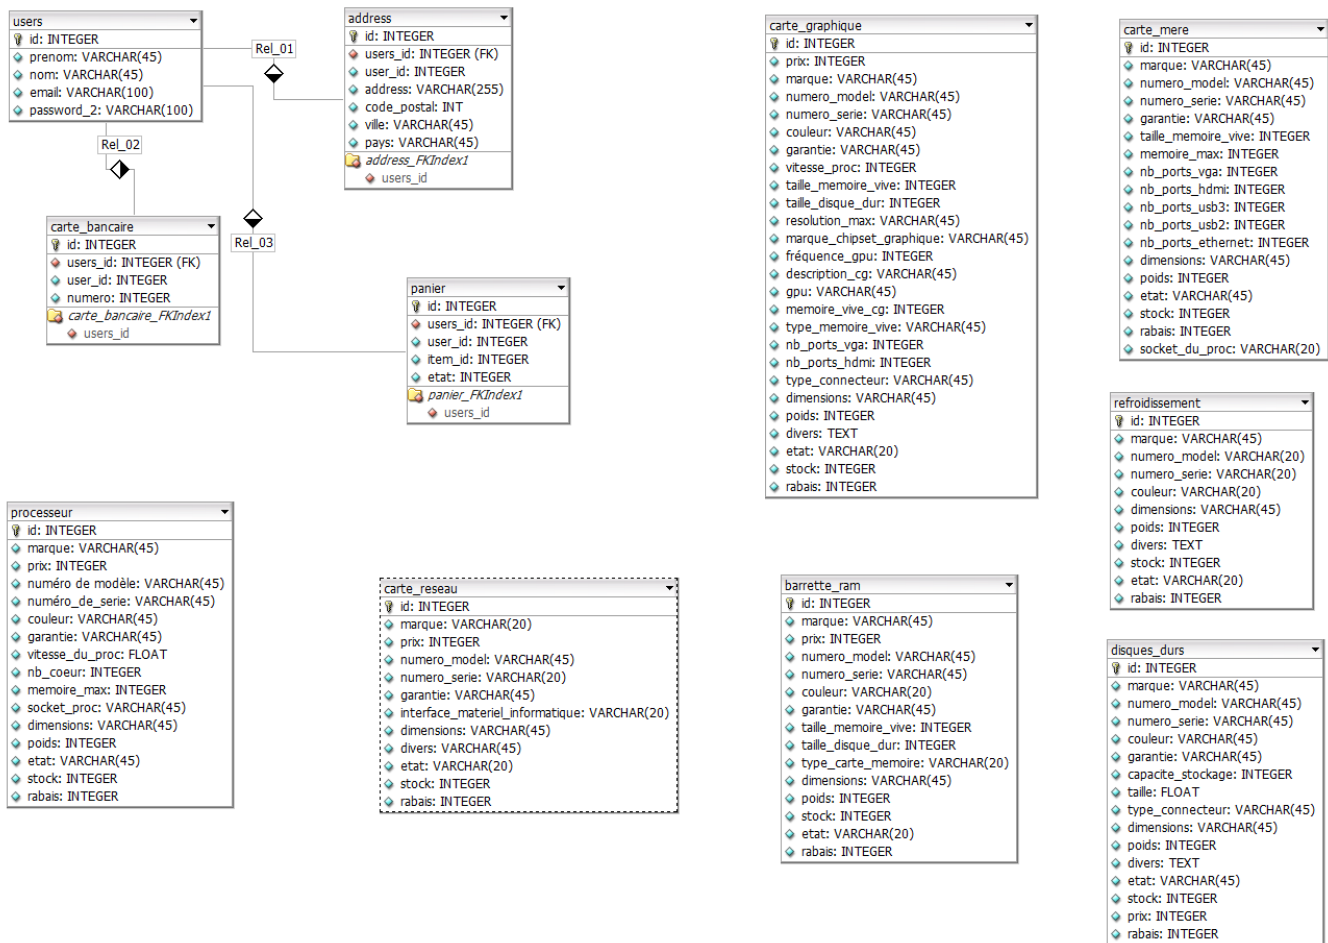 users
id: INTEGER
prenom: VARCHAR(45)
nom: VARCHAR(45)
email: VARCHAR(100)
password_2: VARCHAR(100)
Rel_01
address
id: INTEGER
users_id: INTEGER (FK)
user_id: INTEGER
address: VARCHAR(255)
code_postal: INT
ville: VARCHAR(45)
pays: VARCHAR(45)
address_FKIndex1
users_id
Rel_02
carte_bancaire
id: INTEGER
users_id: INTEGER (FK)
user_id: INTEGER
numero: INTEGER
carte_bancaire_FKIndex1
users_id
Rel_03
panier
id: INTEGER
users_id: INTEGER (FK)
user_id: INTEGER
item_id: INTEGER
etat: INTEGER
panier_FKIndex1
users_id
carte_graphique
id: INTEGER
prix: INTEGER
marque: VARCHAR(45)
numero_model: VARCHAR(45)
numero_serie: VARCHAR(45)
couleur: VARCHAR(45)
garantie: VARCHAR(45)
vitesse_proc: INTEGER
taille_memoire_vive: INTEGER
taille_disque_dur: INTEGER
resolution_max: VARCHAR(45)
marque_chipset_graphique: VARCHAR(45)
fréquence_gpu: INTEGER
description_cg: VARCHAR(45)
gpu: VARCHAR(45)
memoire_vive_cg: INTEGER
type_memoire_vive: VARCHAR(45)
nb_ports_vga: INTEGER
nb_ports_hdmi: INTEGER
type_connecteur: VARCHAR(45)
dimensions: VARCHAR(45)
poids: INTEGER
divers: TEXT
etat: VARCHAR(20)
stock: INTEGER
rabais: INTEGER
carte_mere
id: INTEGER
marque: VARCHAR(45)
numero_model: VARCHAR(45)
numero_serie: VARCHAR(45)
garantie: VARCHAR(45)
taille_memoire_vive: INTEGER
memoire_max: INTEGER
nb_ports_vga: INTEGER
nb_ports_hdmi: INTEGER
nb_ports_usb3: INTEGER
nb_ports_usb2: INTEGER
nb_ports_ethernet: INTEGER
dimensions: VARCHAR(45)
poids: INTEGER
etat: VARCHAR(45)
stock: INTEGER
rabais: INTEGER
socket_du_proc: VARCHAR(20)
refroidissement
id: INTEGER
marque: VARCHAR(45)
numero_model: VARCHAR(20)
numero_serie: VARCHAR(20)
couleur: VARCHAR(20)
dimensions: VARCHAR(45)
poids: INTEGER
divers: TEXT
stock: INTEGER
etat: VARCHAR(20)
rabais: INTEGER
processeur
id: INTEGER
marque: VARCHAR(45)
prix: INTEGER
numéro de modèle: VARCHAR(45)
numéro_de_serie: VARCHAR(45)
couleur: VARCHAR(45)
garantie: VARCHAR(45)
vitesse_du_proc: FLOAT
nb_coeur: INTEGER
memoire_max: INTEGER
socket_proc: VARCHAR(45)
dimensions: VARCHAR(45)
poids: INTEGER
etat: VARCHAR(45)
stock: INTEGER
rabais: INTEGER
carte_reseau
id: INTEGER
marque: VARCHAR(20)
prix: INTEGER
numero_model: VARCHAR(45)
numero_serie: VARCHAR(20)
garantie: VARCHAR(45)
interface_materiel_informatique: VARCHAR(20)
dimensions: VARCHAR(45)
divers: VARCHAR(45)
etat: VARCHAR(20)
stock: INTEGER
rabais: INTEGER
barrette_ram
id: INTEGER
marque: VARCHAR(45)
prix: INTEGER
numero_model: VARCHAR(45)
numero_serie: VARCHAR(45)
couleur: VARCHAR(20)
garantie: VARCHAR(45)
taille_memoire_vive: INTEGER
taille_disque_dur: INTEGER
type_carte_memoire: VARCHAR(20)
dimensions: VARCHAR(45)
poids: INTEGER
stock: INTEGER
etat: VARCHAR(20)
rabais: INTEGER
disques_durs
id: INTEGER
marque: VARCHAR(45)
numero_model: VARCHAR(45)
numero_serie: VARCHAR(45)
couleur: VARCHAR(45)
garantie: VARCHAR(45)
capacite_stockage: INTEGER
taille: FLOAT
type_connecteur: VARCHAR(45)
dimensions: VARCHAR(45)
poids: INTEGER
divers: TEXT
etat: VARCHAR(45)
stock: INTEGER
prix: INTEGER
rabais: INTEGER